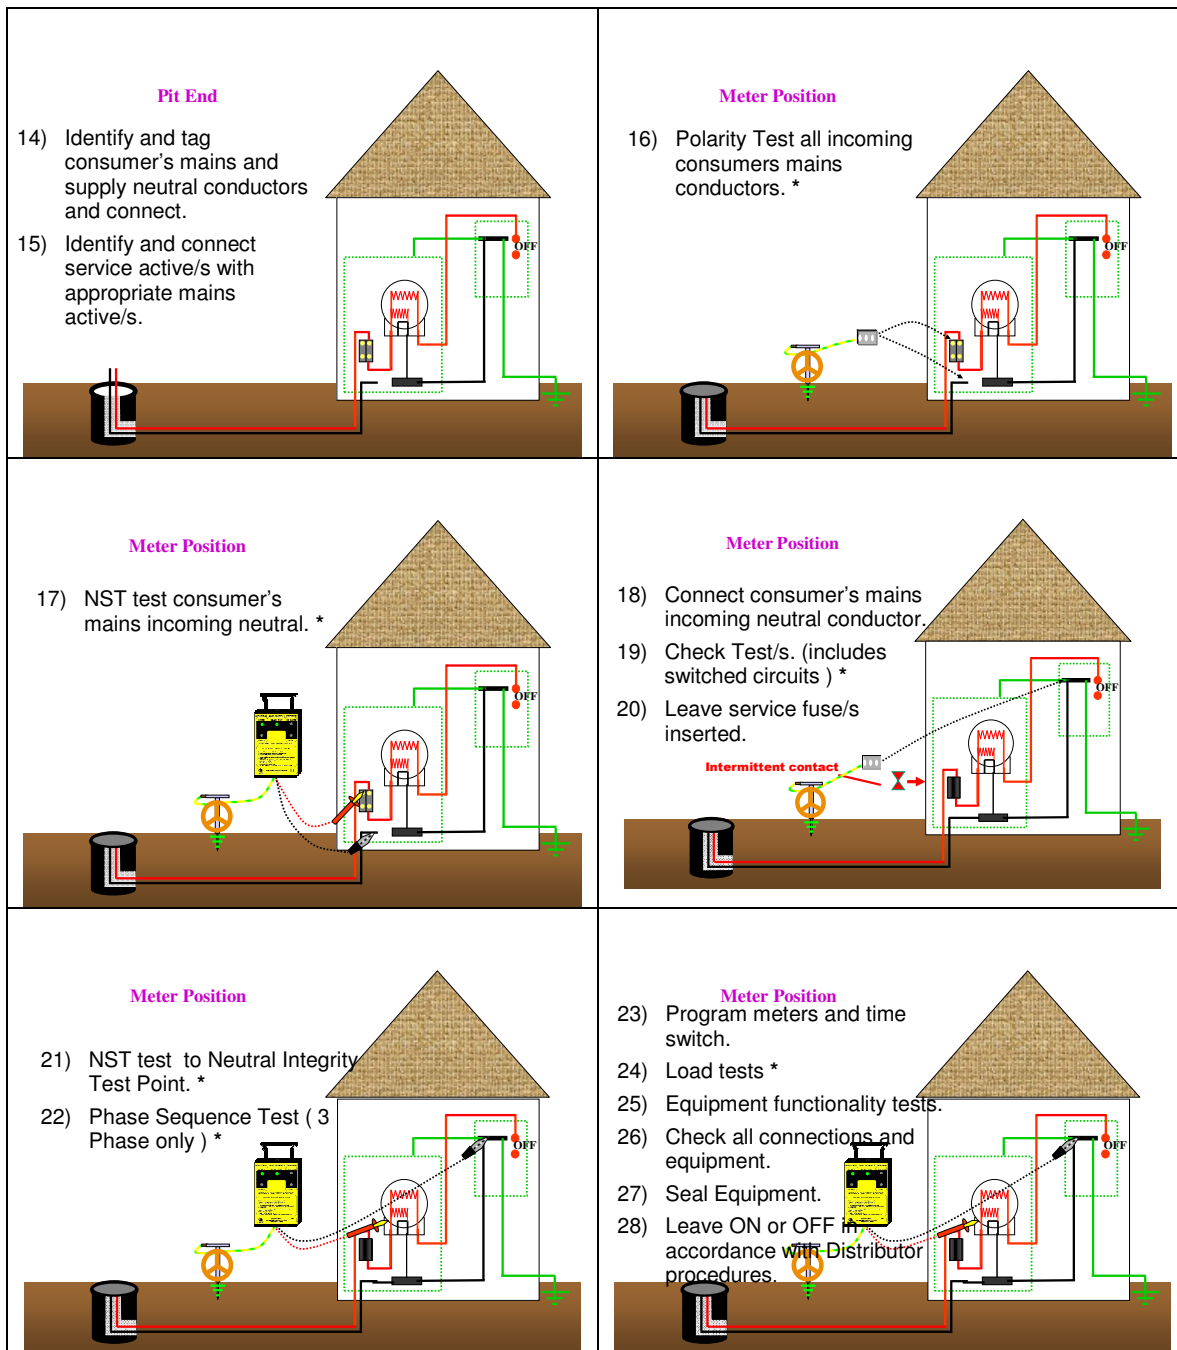 Pit End
14) Identify and tag
consumer's mains and
supply neutral conductors
and connect.
15) Identify and connect
service active/s with
appropriate mains
active/s.
OFF
Meter Position
16) Polarity Test all incoming
consumers mains
conductors. *
OFF
Meter Position
17) NST test consumer's
mains incoming neutral. *
OFF
Meter Position
18) Connect consumer's mains
incoming neutral conductor.
19) Check Test/s. (includes
switched circuits ) *
20) Leave service fuse/s
inserted.
Intermittent contact
OFF
Meter Position
21) NST test to Neutral Integrity
Test Point. *
22) Phase Sequence Test ( 3
Phase only ) *
OFF
Meter Position
23) Program meters and time
switch.
24) Load tests *
25) Equipment functionality tests.
26) Check all connections and
equipment.
27) Seal Equipment.
28) Leave ON or OFF in
accordance with Distributor
procedures.
OFF